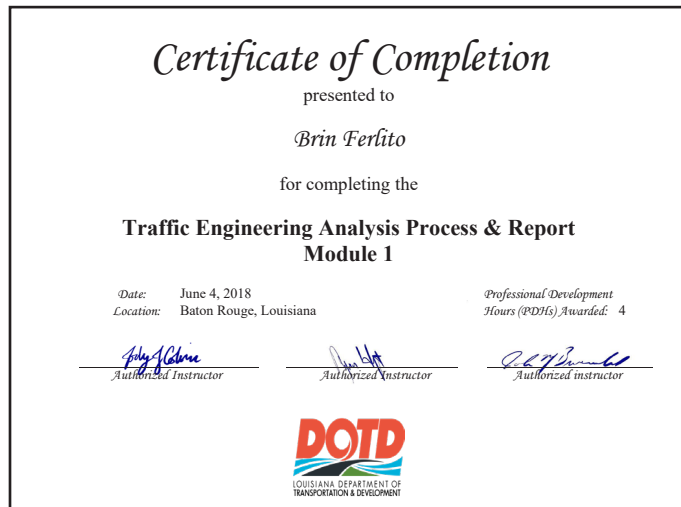 Certificate of Completion
presented to
Brin Ferlito
for completing the
Traffic Engineering Analysis Process & Report
Module 1
Date: June 4, 2018
Location: Baton Rouge, Louisiana
Professional Development
Hours (PDHs) Awarded: 4
Authorized Instructor
Authorized Instructor
Authorized instructor
DOTD
LOUISIANA DEPARTMENT OF
TRANSPORTATION & DEVELOPMENT